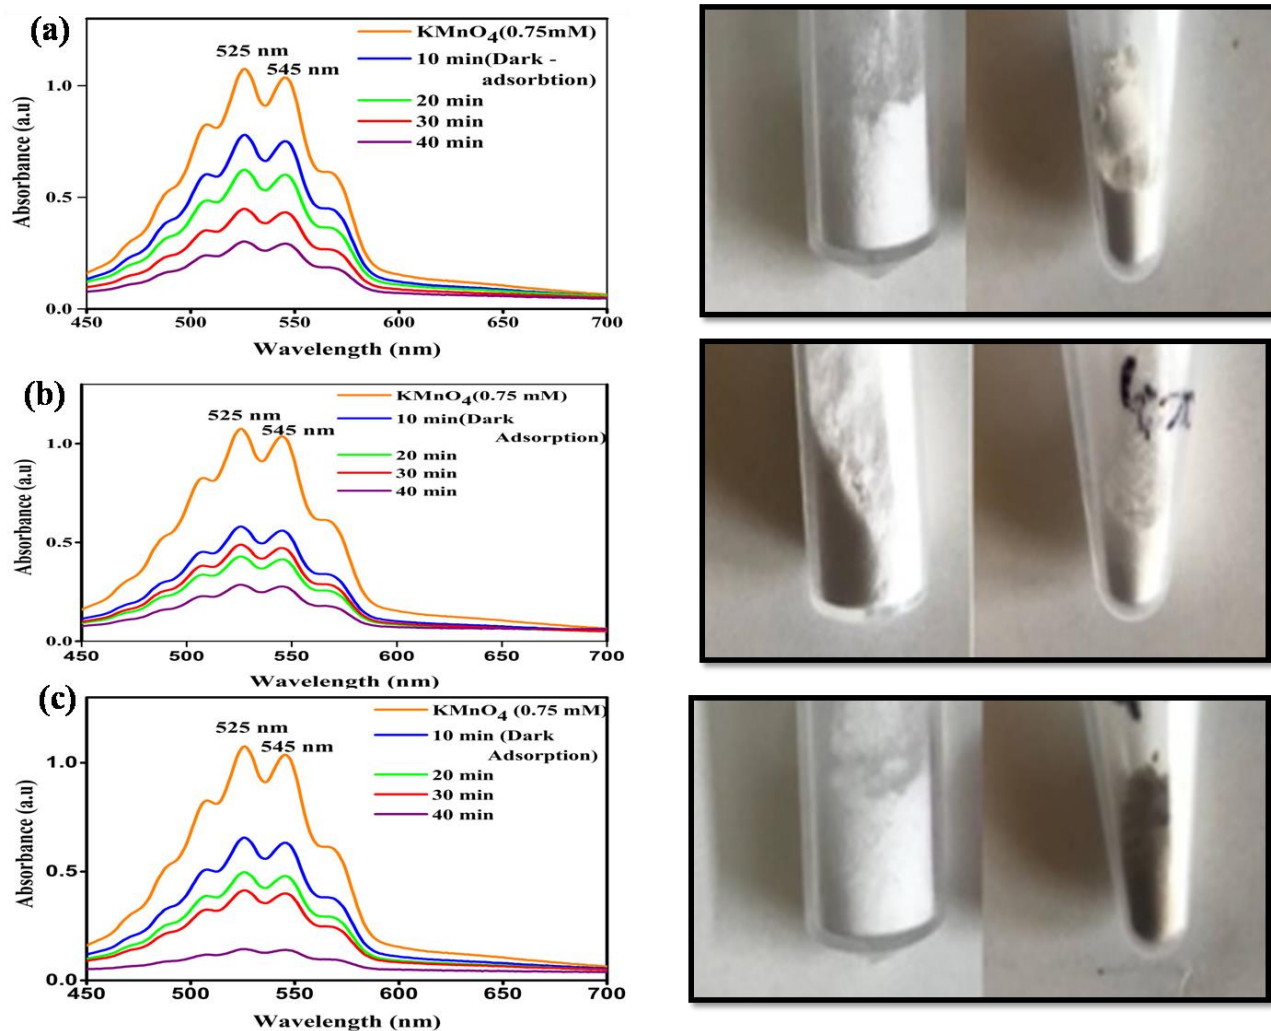 (a)
KMnO4(0.75mM)
10 min(Dark -
adsorbtion)
20 min
30 min
40 min
525 nm
545 nm
1.0
0.5
0.0
450 500 550 600 650 700
Absorbance (a.u)
Wavelength (nm)
(b)
KMnO4(0.75 mM)
10 min(Dark
Adsorption)
20 min
30 min
40 min
525 nm
545 nm
1.0
0.5
1.0
450 500 550 600 650 700
Absorbance (a.u)
Wavelength (nm)
(c)
KMnO4 (0.75 mM)
10 min (Dark
Adsorption)
20 min
30 min
40 min
525 nm
545 nm
1.0
0.5
0.0
450 500 550 600 650 700
Absorbance (a.u)
Wavelength (nm)